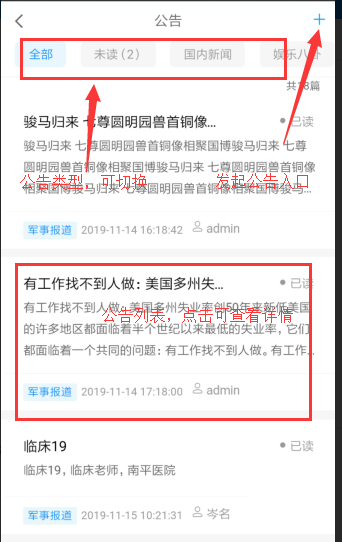 公告
全部 未读(2) 国内新闻 娱乐八卦
共18篇
骏马归来 七尊圆明园兽首铜像... 已读
骏马归来 七尊圆明园兽首铜像相聚国博骏马归来 七尊
圆明园兽首铜像相聚国博骏马归来 七尊圆明园兽首铜像
公告类型，可切换 发起公告入口
相聚国博骏马归来 七尊圆明园兽首铜像相聚国博骏马...
军事报道 2019-11-14 16:18:42 admin
有工作找不到人做: 美国多州失... 已读
有工作找不到人做: 美国多州失业率创50年来新低美国
公告列表，点击可查看详情
的许多地区都面临着半个世纪以来最低的失业率，它们
都面临着一个共同的问题: 有工作找不到人做。有工作...
军事报道 2019-11-14 17:18:00 admin
临床19 已读
临床19，临床老师，南平医院
军事报道 2019-11-15 10:21:31 岑名